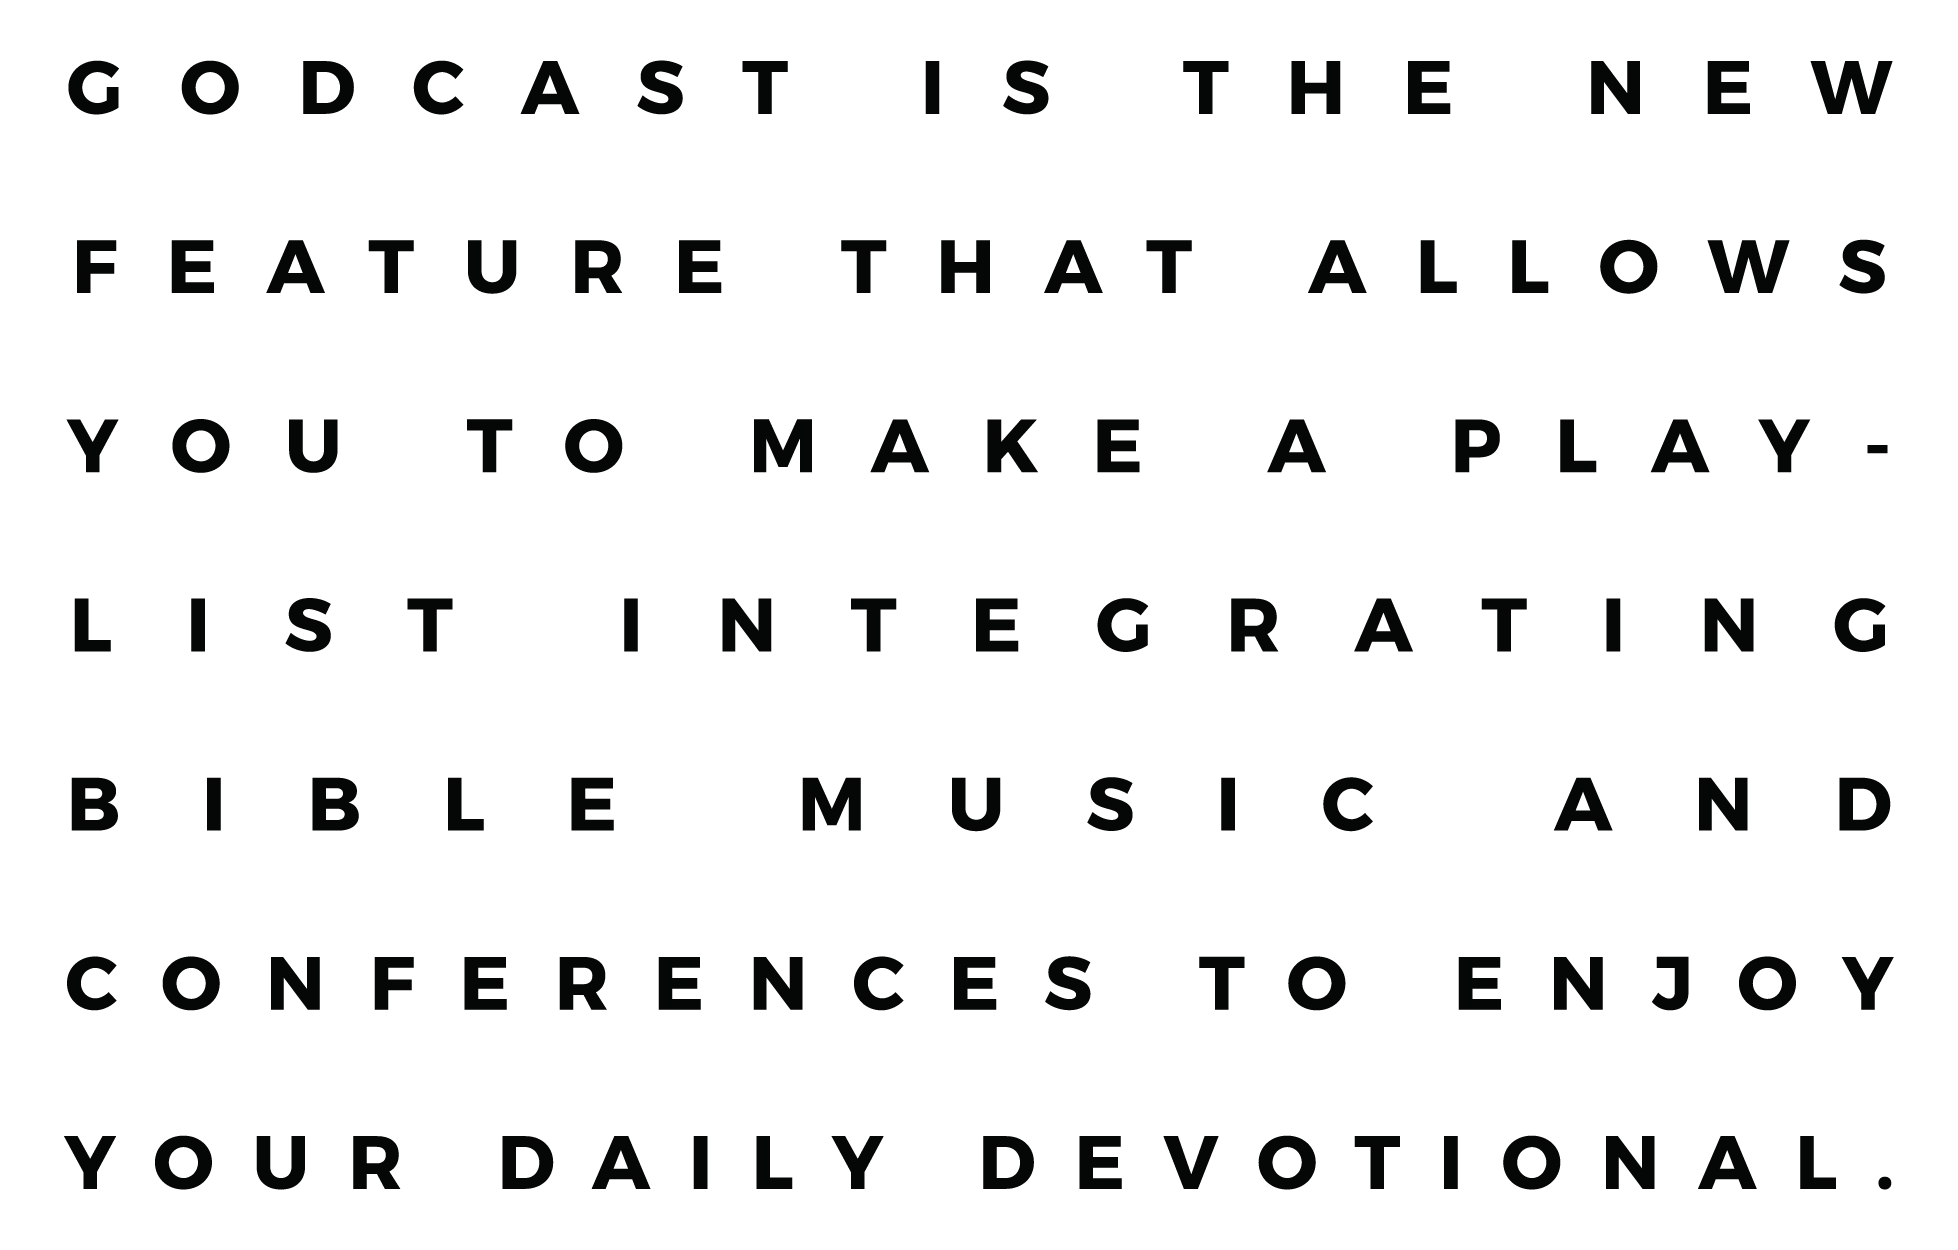 GODCAST IS THE NEW
FEATURE THAT ALLOWS
YOU TO MAKE A PLAY-
LIST INTEGRATING
BIBLE MUSIC AND
CONFERENCES TO ENJOY
YOUR DAILY DEVOTIONAL.